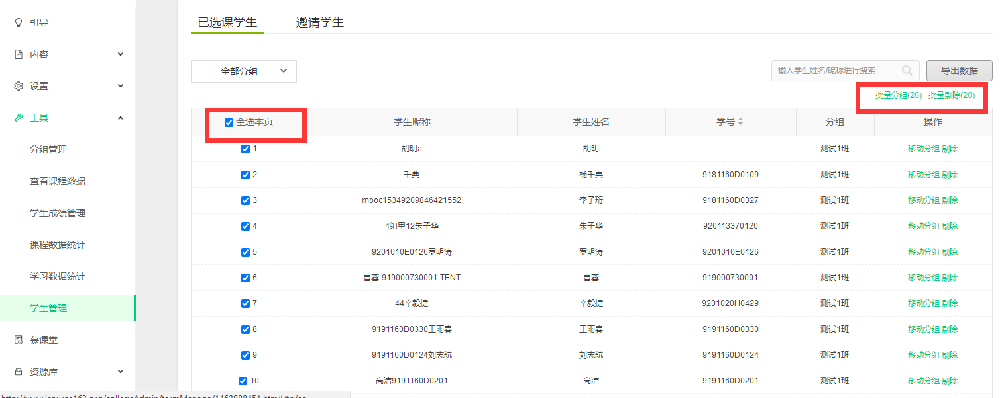 引导
内容
设置
工具
分组管理
查看课程数据
学生成绩管理
课程数据统计
学习数据统计
学生管理
慕课堂
资源库
已选课学生 邀请学生
全部分组
输入学生姓名/昵称进行搜索 导出数据
批量分组(20) 批量剔除(20)
全选本页 学生昵称 学生姓名 学号 分组 操作
1 胡明a 胡明 - 测试1班 移动分组 剔除
2 千典 杨千典 9181160D0109 测试1班 移动分组 剔除
3 mooc15349209846421552 李子珩 9181160D0327 测试1班 移动分组 剔除
4 4组甲12朱子华 朱子华 920113370120 测试1班 移动分组 剔除
5 9201010E0126罗明涛 罗明涛 9201010E0126 测试1班 移动分组 剔除
6 曹蓉-919000730001-TENT 曹蓉 919000730001 测试1班 移动分组 剔除
7 44辛毅捷 辛毅捷 9201020H0429 测试1班 移动分组 剔除
8 9191160D0330王雨春 王雨春 9191160D0330 测试1班 移动分组 剔除
9 9191160D0124刘志航 刘志航 9191160D0124 测试1班 移动分组 剔除
10 高洁9191160D0201 高洁 9191160D0201 测试1班 移动分组 剔除